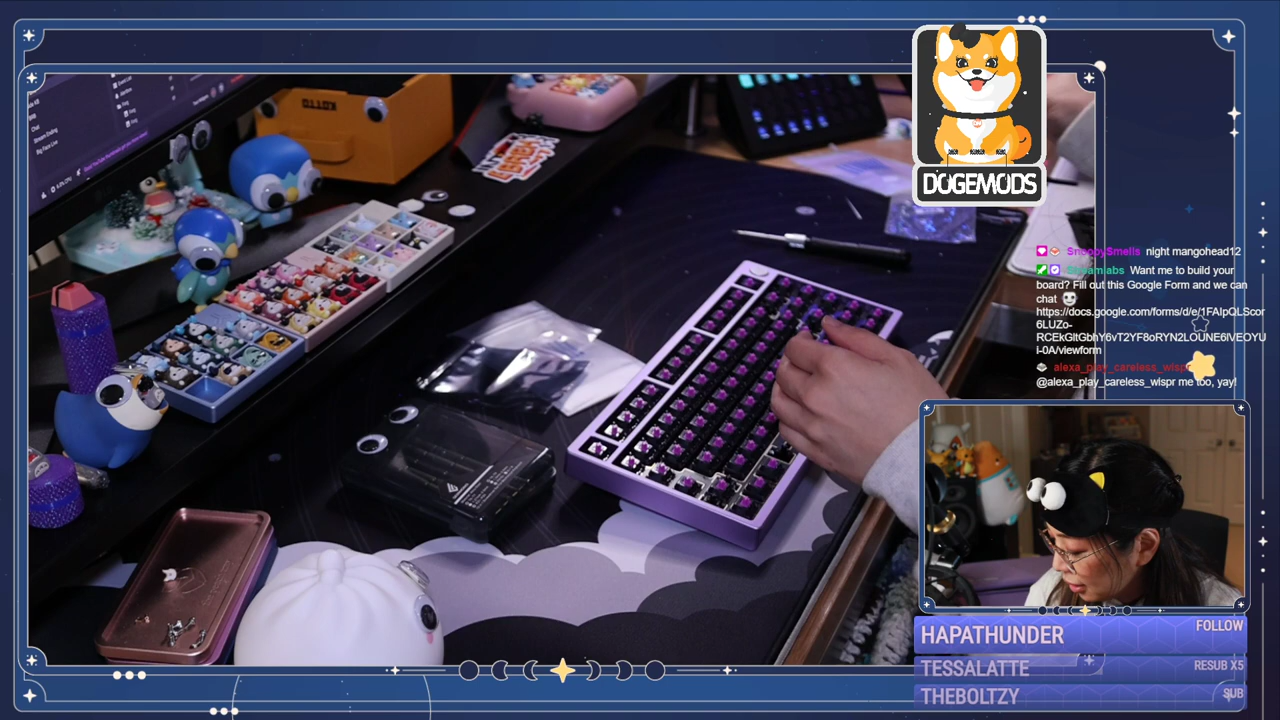 DOGEMODS
SnoopySmells night mangohead12
Streamlabs Want me to build your
board? Fill out this Google Form and we can
chat
https://docs.google.com/forms/d/e/1FAIpQLScor
6LUZo-
RCEkGltGbhY6vT2YF8oRYN2LOUNE6IVEOYU
i-0A/viewform
alexa_play_careless_wispr
@alexa_play_careless_wispr me too, yay!
HAPATHUNDER FOLLOW
TESSALATTE RESUB X5
THEBOLTZY SUB